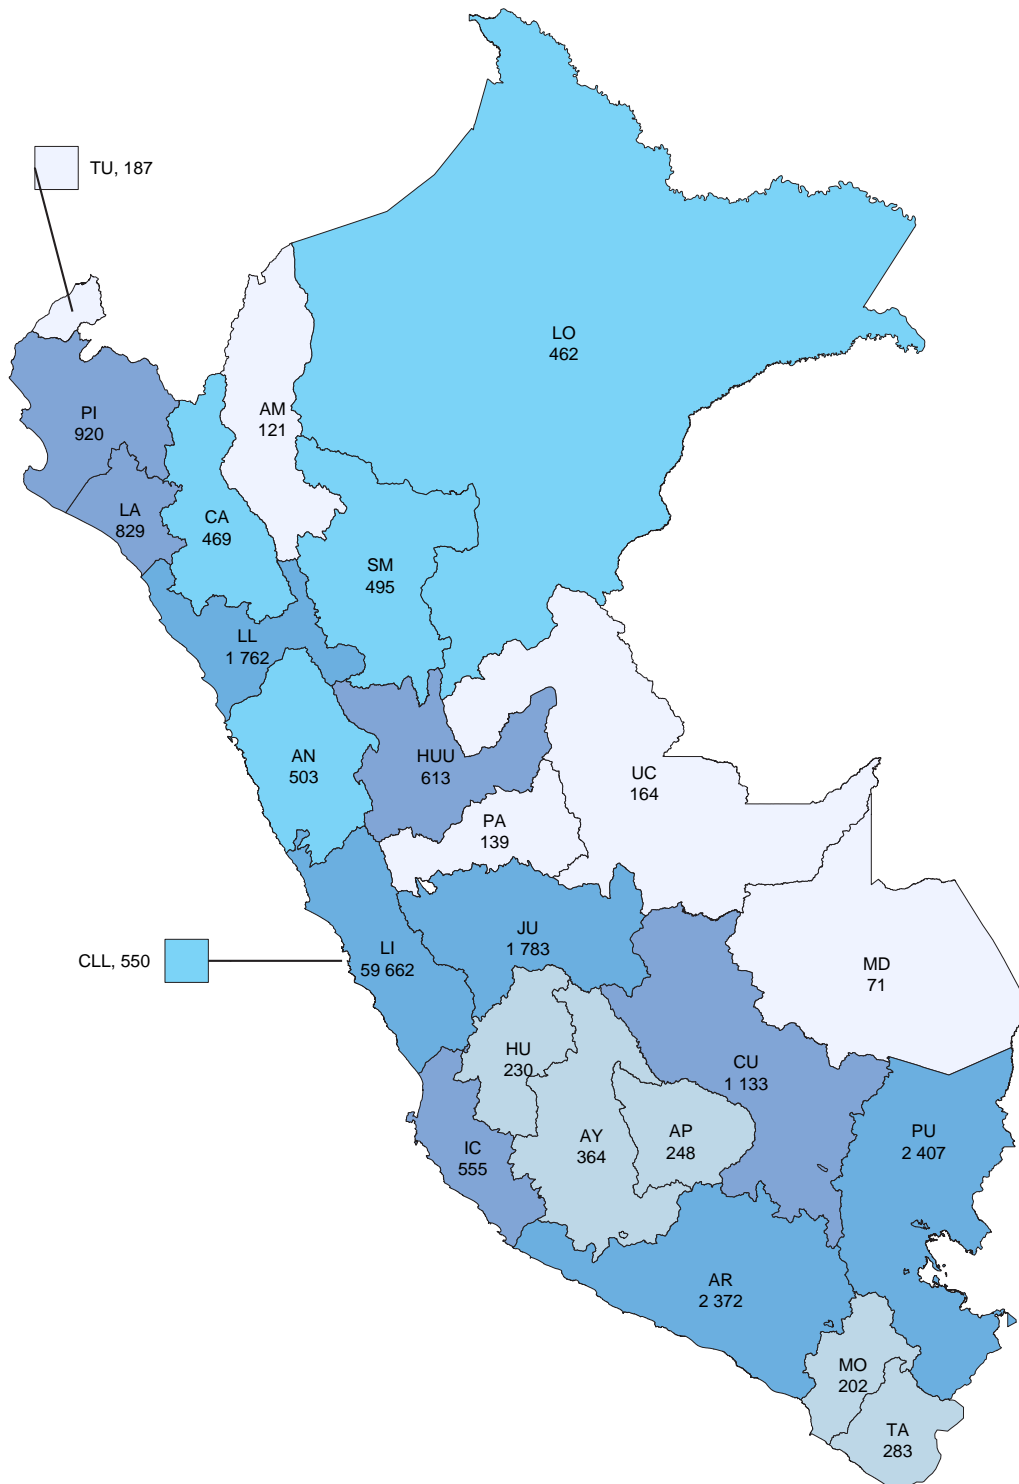 TU, 187
LO
462
AM
121
PI
920
LA
829
CA
469
SM
495
LL
1 762
AN
503
HUU
613
UC
164
PA
139
JU
1 783
LI
59 662
CLL, 550
MD
71
HU
230
CU
1 133
AY
364
AP
248
PU
2 407
IC
555
AR
2 372
MO
202
TA
283